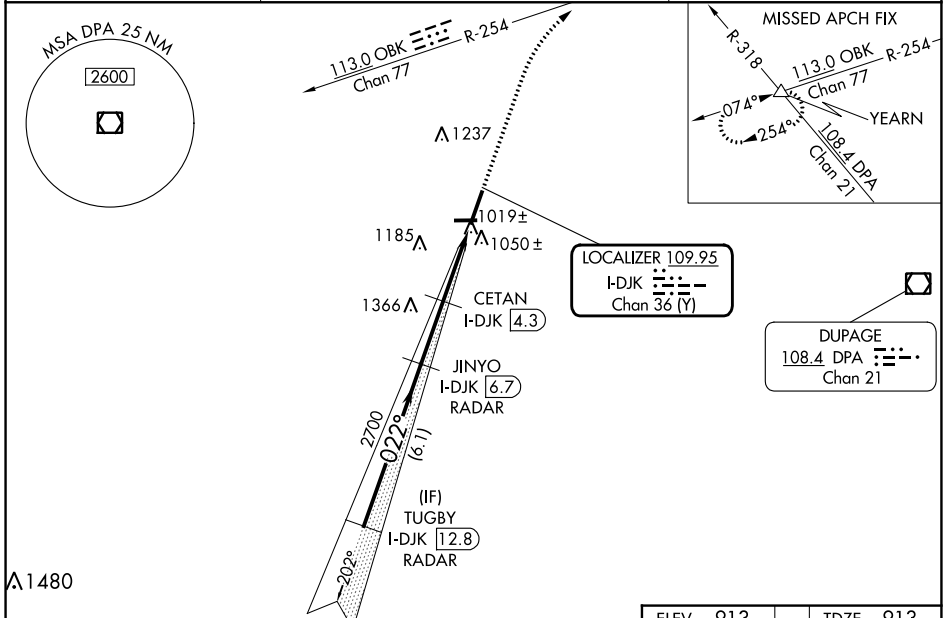 MSA DPA 25 NM
2600
113.0 OBK
R-254
Chan 77
1237
MISSED APCH FIX
R-318
113.0 OBK
R-254
Chan 77
074°
254°
YEARN
108.4 DPA
Chan 21
1019±
1185
1050±
LOCALIZER 109.95
I-DJK
Chan 36 (Y)
1366
CETAN
I-DJK 4.3
DUPAGE
108.4 DPA
Chan 21
JINYO
I-DJK 6.7
RADAR
2700
022°
(6.1)
(IF)
TUGBY
I-DJK 12.8
RADAR
202°
1480
ELEV 913
TDZE 913